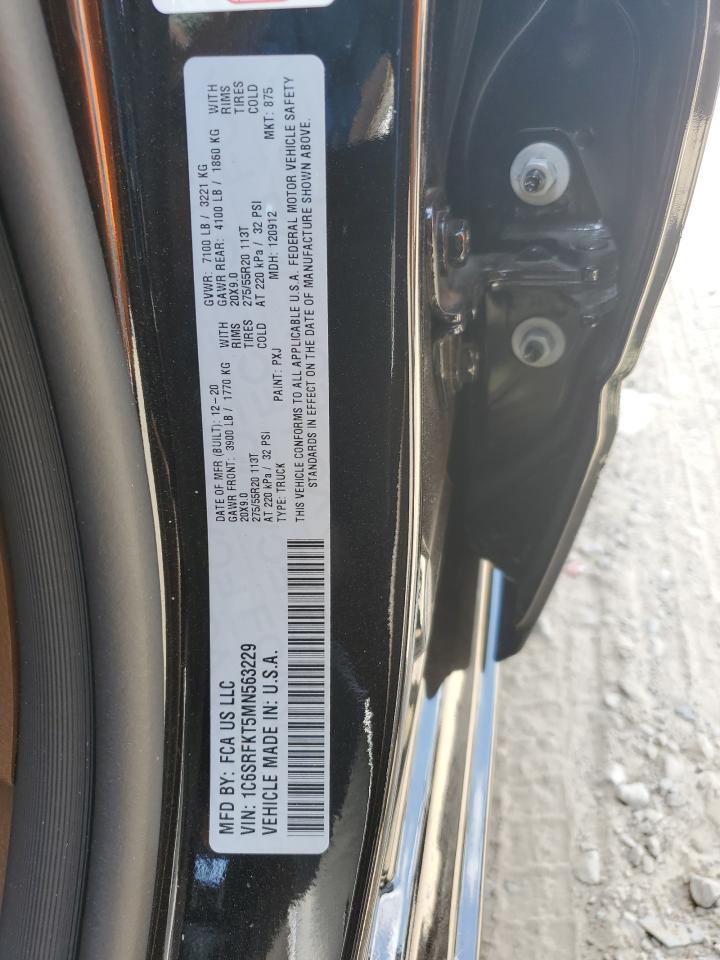 MFD BY: FCA US LLC
VIN: 1C6SRFKT5MN563229
VEHICLE MADE IN: U.S.A.
DATE OF MFR (BUILT): 12-20
GAWR FRONT: 3900 LB / 1770 KG WITH
20X9.0 RIMS
275/55R20 113T TIRES
AT 220 kPa / 32 PSI COLD
TYPE: TRUCK PAINT: PXJ
GVWR: 7100 LB / 3221 KG
GAWR REAR: 4100 LB / 1860 KG WITH
20X9.0 RIMS
275/55R20 113T TIRES
AT 220 kPa / 32 PSI COLD
MDH: 120912 MKT: 875
THIS VEHICLE CONFORMS TO ALL APPLICABLE U.S.A. FEDERAL MOTOR VEHICLE SAFETY
STANDARDS IN EFFECT ON THE DATE OF MANUFACTURE SHOWN ABOVE.